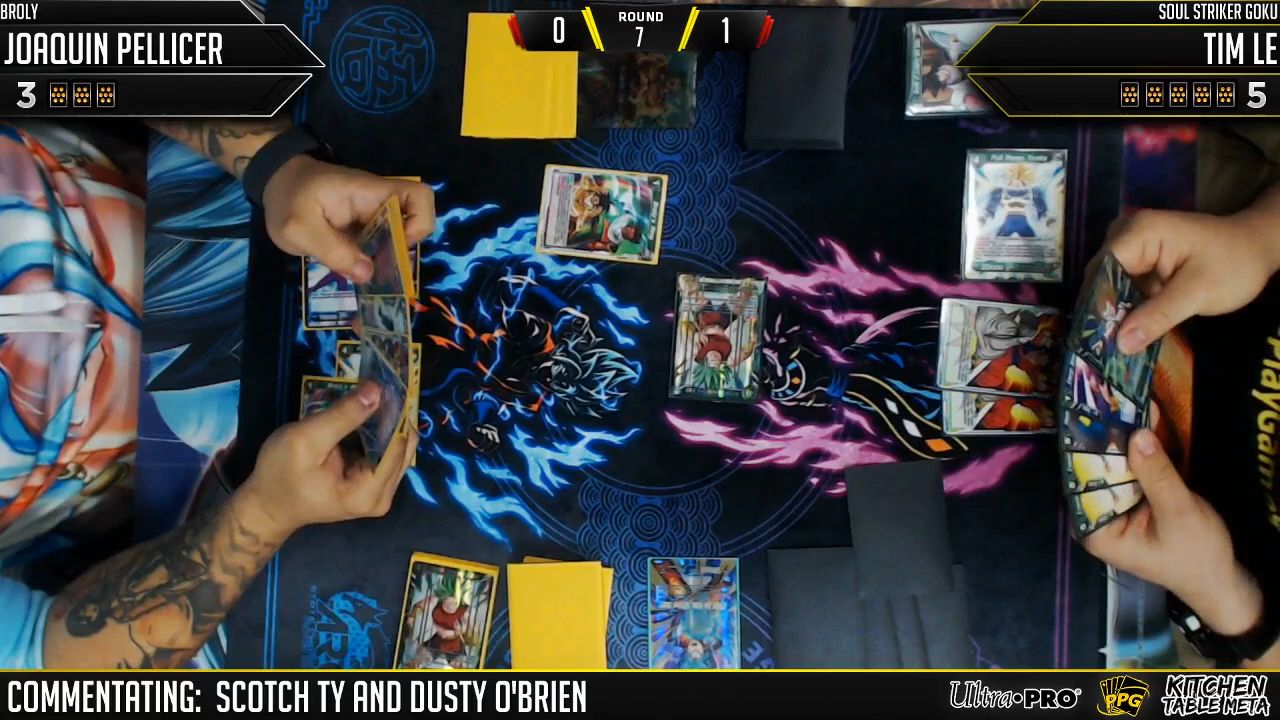 BROLY
JOAQUIN PELLICER
3
0
ROUND
7
1
SOUL STRIKER GOKU
TIM LE
5
COMMENTATING: SCOTCH TY AND DUSTY O'BRIEN
Ultra•PRO®
PPG
KITCHEN
TABLE META